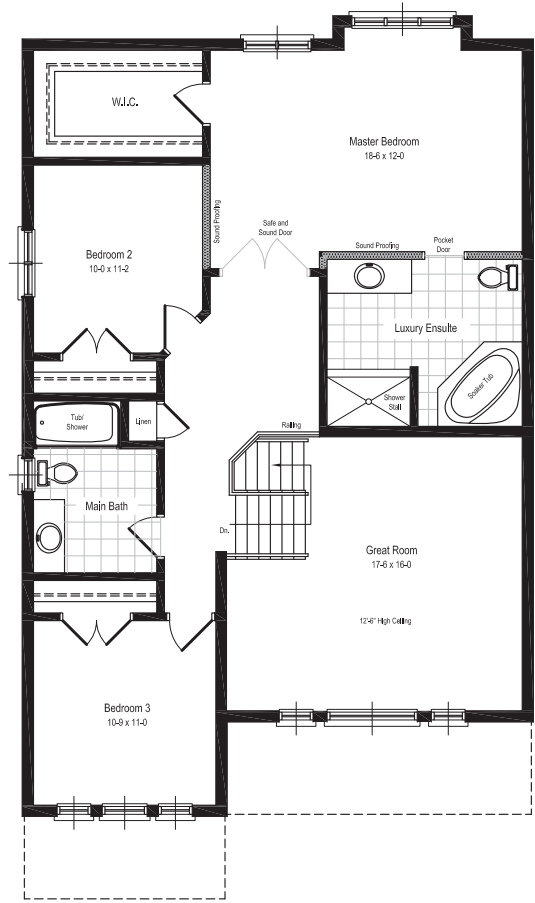 W.I.C.
Master Bedroom
18-6 x 12-0
Sound Proofing
Safe and
Sound Door
Bedroom 2
10-0 x 11-2
Sound Proofing
Pocket
Door
Luxury Ensuite
Soaker Tub
Shower
Stall
Tub/
Shower
Linen
Railing
Main Bath
Dn.
Great Room
17-6 x 16-0
12'-6" High Ceiling
Bedroom 3
10-9 x 11-0